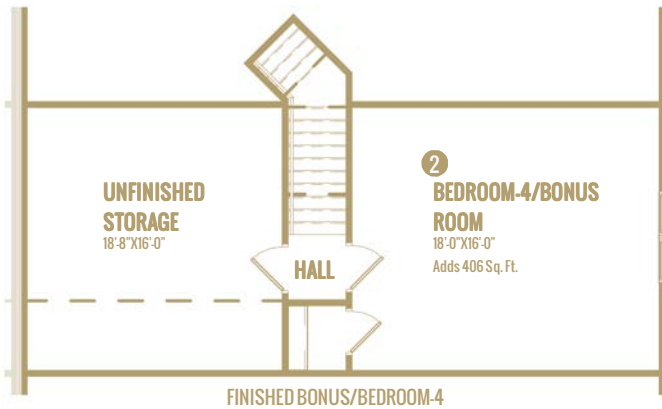 UNFINISHED
STORAGE
18'-8"X16'-0"
HALL
2
BEDROOM-4/BONUS
ROOM
18'-0"X16'-0"
Adds 406 Sq. Ft.
FINISHED BONUS/BEDROOM-4